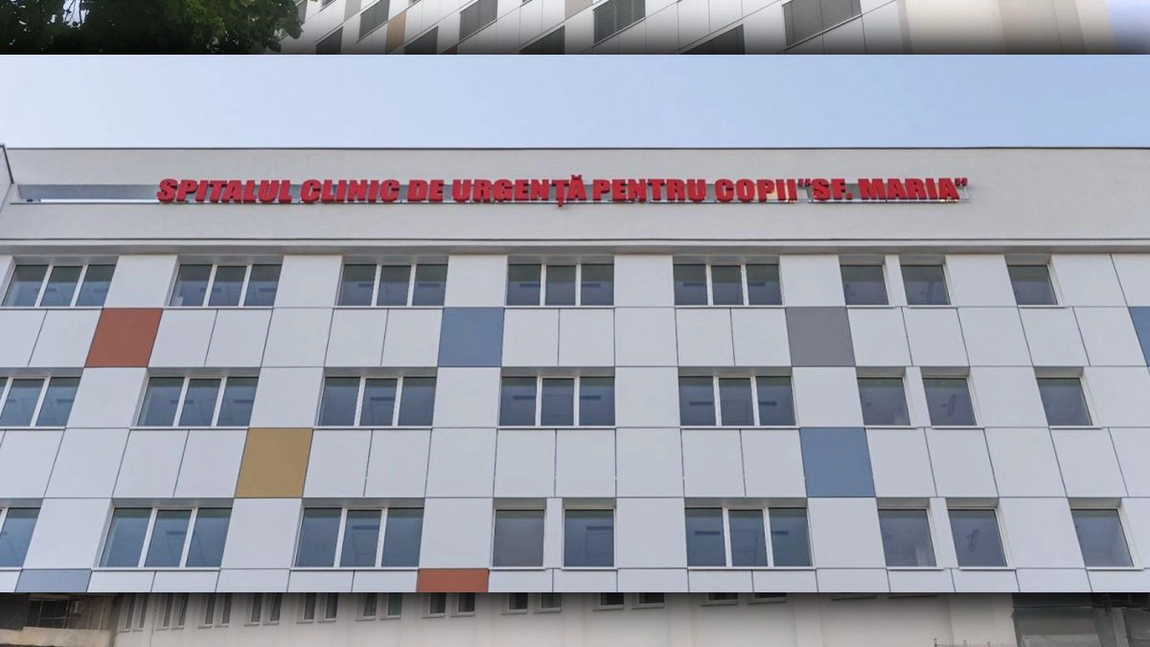 SPITALUL CLINIC DE URGENȚĂ PENTRU COPII "SF. MARIA"